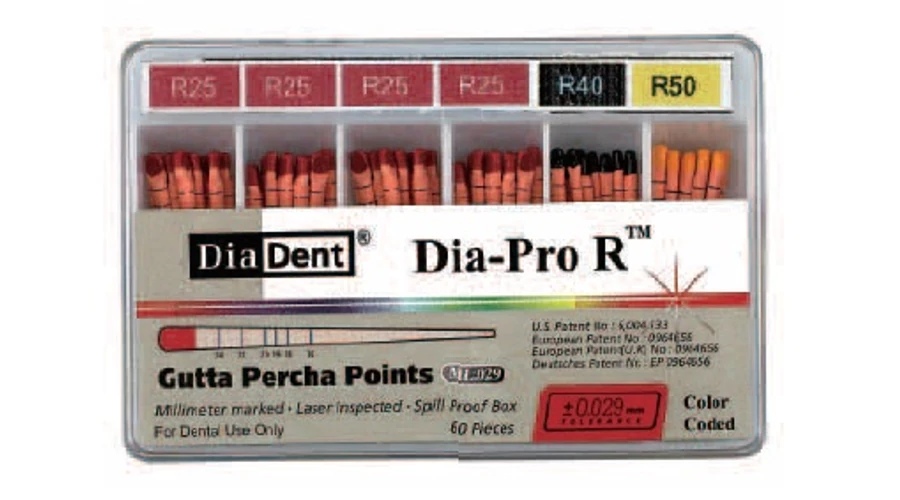 R25 R25 R25 R25 R40 R50
DiaDent® Dia-Pro R™
U.S. Patent No : 6,004,133
European Patent No : 0964656
European Patent(U.K) No : 0964656
Deutsches Patent Nr. : EP 0964656
Gutta Percha Points
Millimeter marked · Laser Inspected · Spill Proof Box
For Dental Use Only 60 Pieces
±0.029 mm
TOLERANCE
Color
Coded